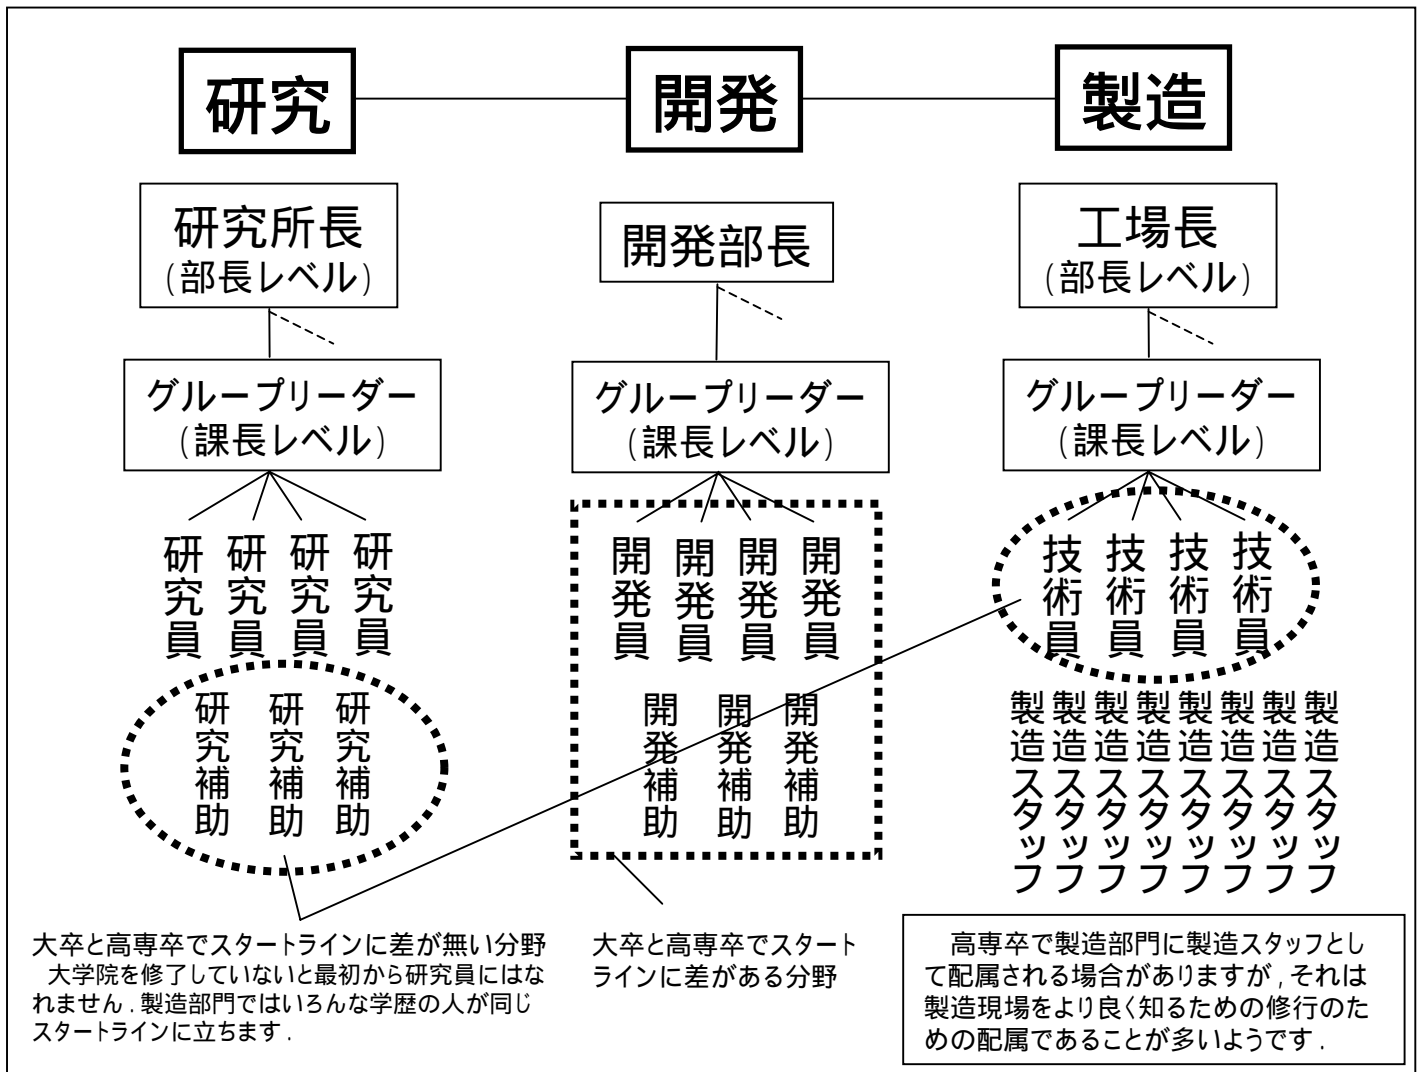 研究
開発
製造
研究所長
(部長レベル)
開発部長
工場長
(部長レベル)
グループリーダー
(課長レベル)
グループリーダー
(課長レベル)
グループリーダー
(課長レベル)
研究員
研究員
研究員
研究員
開発員
開発員
開発員
開発員
技術員
技術員
技術員
技術員
研究補助
研究補助
研究補助
開発補助
開発補助
開発補助
製造スタッフ
製造スタッフ
製造スタッフ
製造スタッフ
製造スタッフ
製造スタッフ
製造スタッフ
製造スタッフ
大卒と高専卒でスタートラインに差が無い分野
大学院を修了していないと最初から研究員にはな
れません．製造部門ではいろんな学歴の人が同じ
スタートラインに立ちます．
大卒と高専卒でスタート
ラインに差がある分野
高専卒で製造部門に製造スタッフとし
て配属される場合がありますが，それは
製造現場をより良く知るための修行のた
めの配属であることが多いようです．